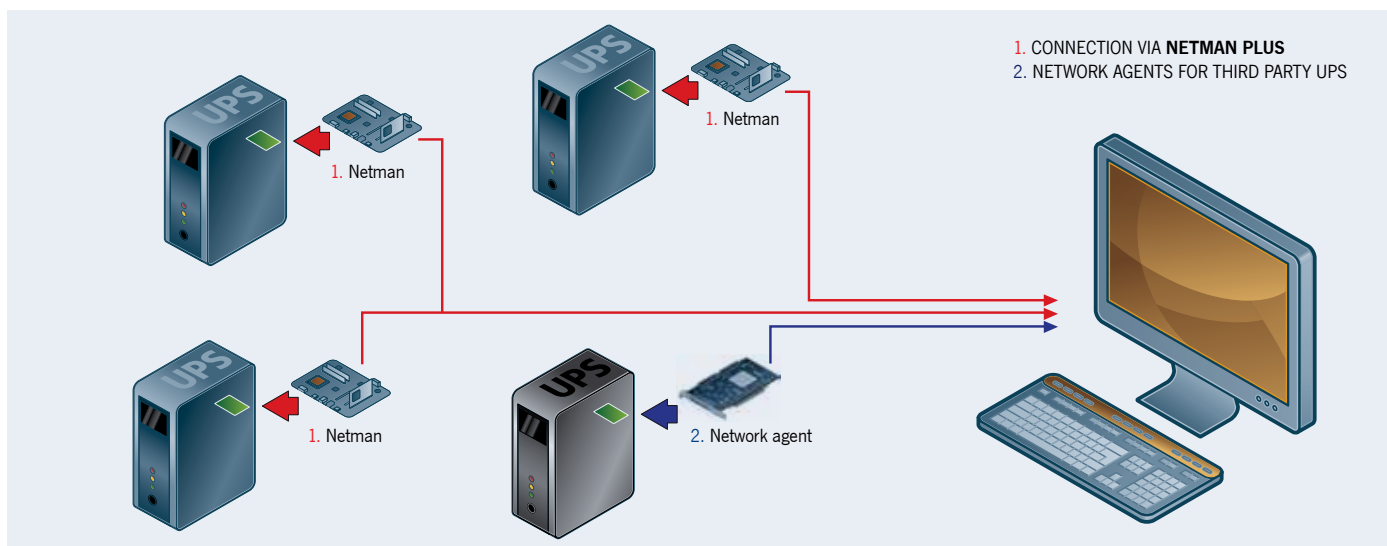 UPS
UPS
1. CONNECTION VIA NETMAN PLUS
2. NETWORK AGENTS FOR THIRD PARTY UPS
1. Netman
1. Netman
UPS
UPS
1. Netman
2. Network agent